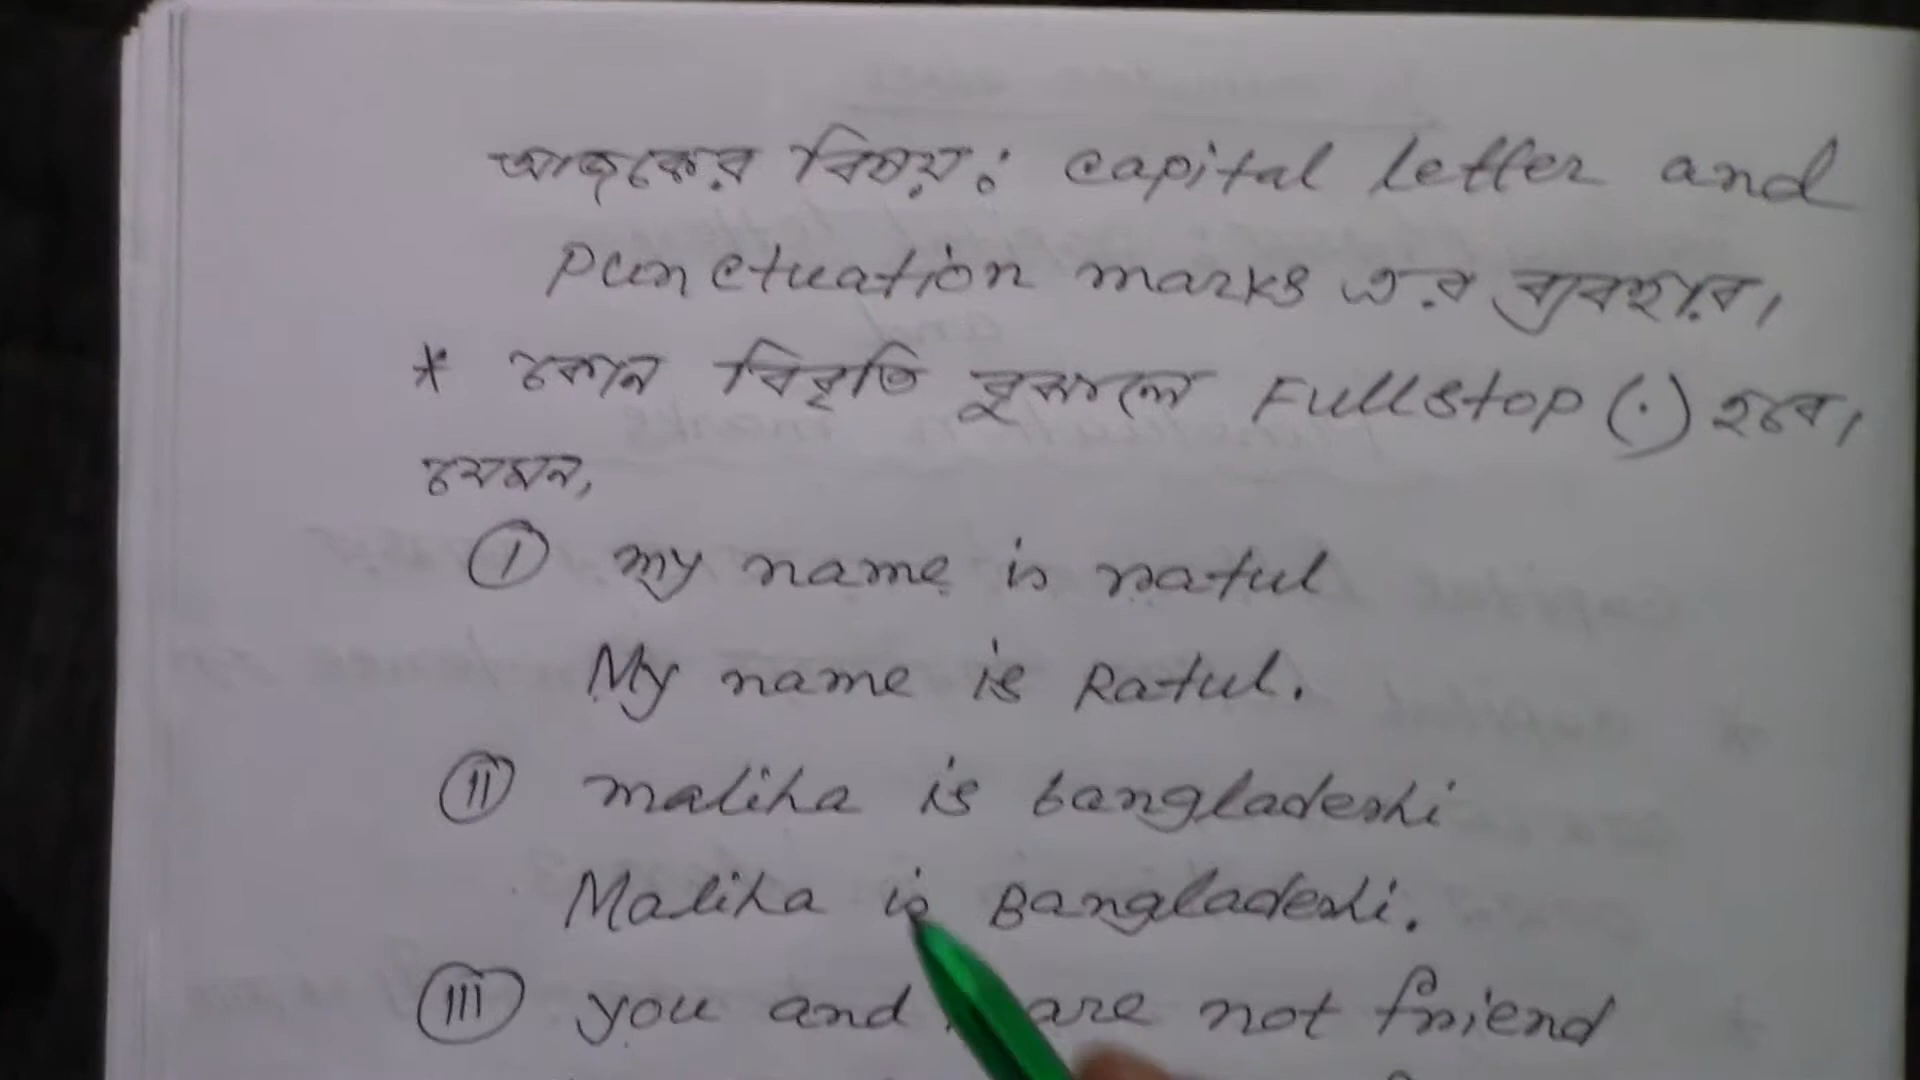 আজকের বিষয়: capital letter and
Punctuation marks এর ব্যবহার।
* কোন বিবৃতি বুঝালে Fullstop (.) হবে।
যেমন,
(I) my name is ratul
My name is Ratul.
(II) maliha is bangladeshi
Maliha is Bangladeshi.
(III) you and are not friend